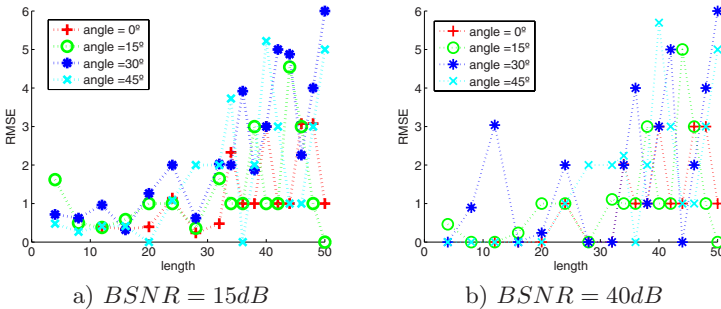 6
5
4
3
2
1
0
RMSE
angle = 0º
angle =15º
angle =30º
angle =45º
0 10 20 30 40 50
length
a) BSNR = 15dB
6
5
4
3
2
1
0
RMSE
angle = 0º
angle =15º
angle =30º
angle =45º
0 10 20 30 40 50
length
b) BSNR = 40dB